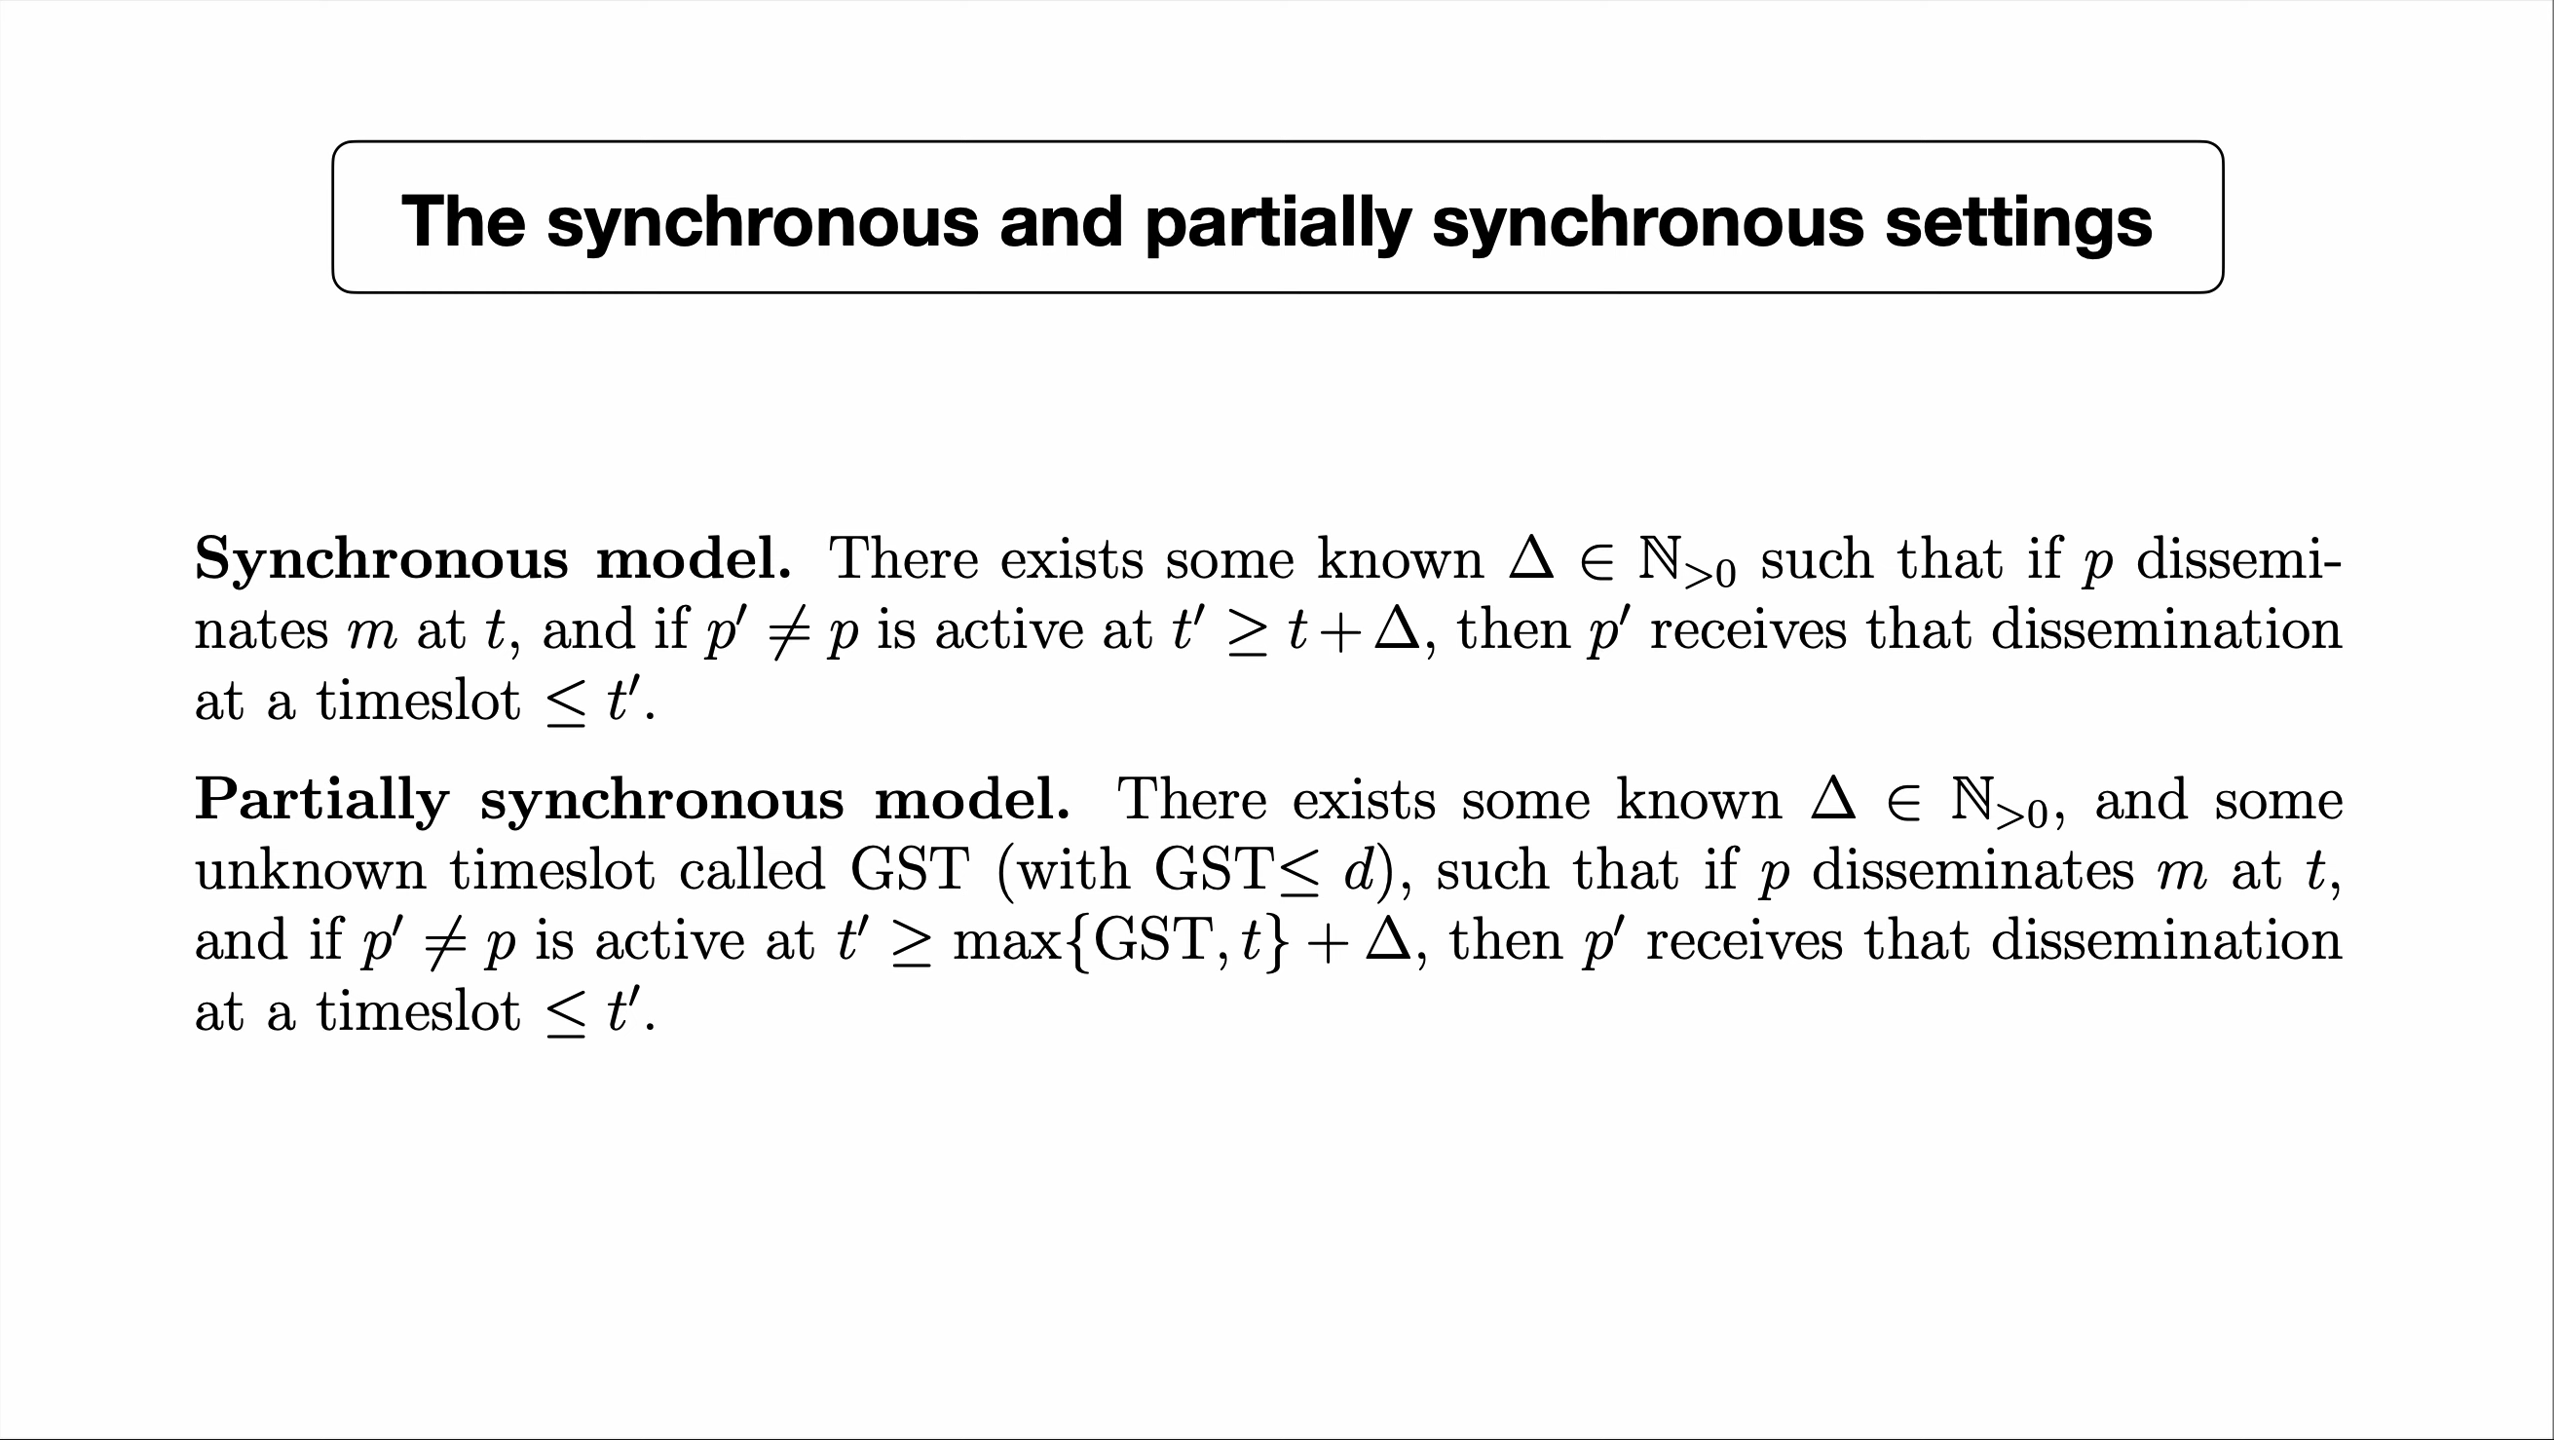 The synchronous and partially synchronous settings
Synchronous model. There exists some known Δ ∈ ℕ>0 such that if p dissemi-
nates m at t, and if p′ ≠ p is active at t′ ≥ t + Δ, then p′ receives that dissemination
at a timeslot ≤ t′.
Partially synchronous model. There exists some known Δ ∈ ℕ>0, and some
unknown timeslot called GST (with GST≤ d), such that if p disseminates m at t,
and if p′ ≠ p is active at t′ ≥ max{GST, t} + Δ, then p′ receives that dissemination
at a timeslot ≤ t′.